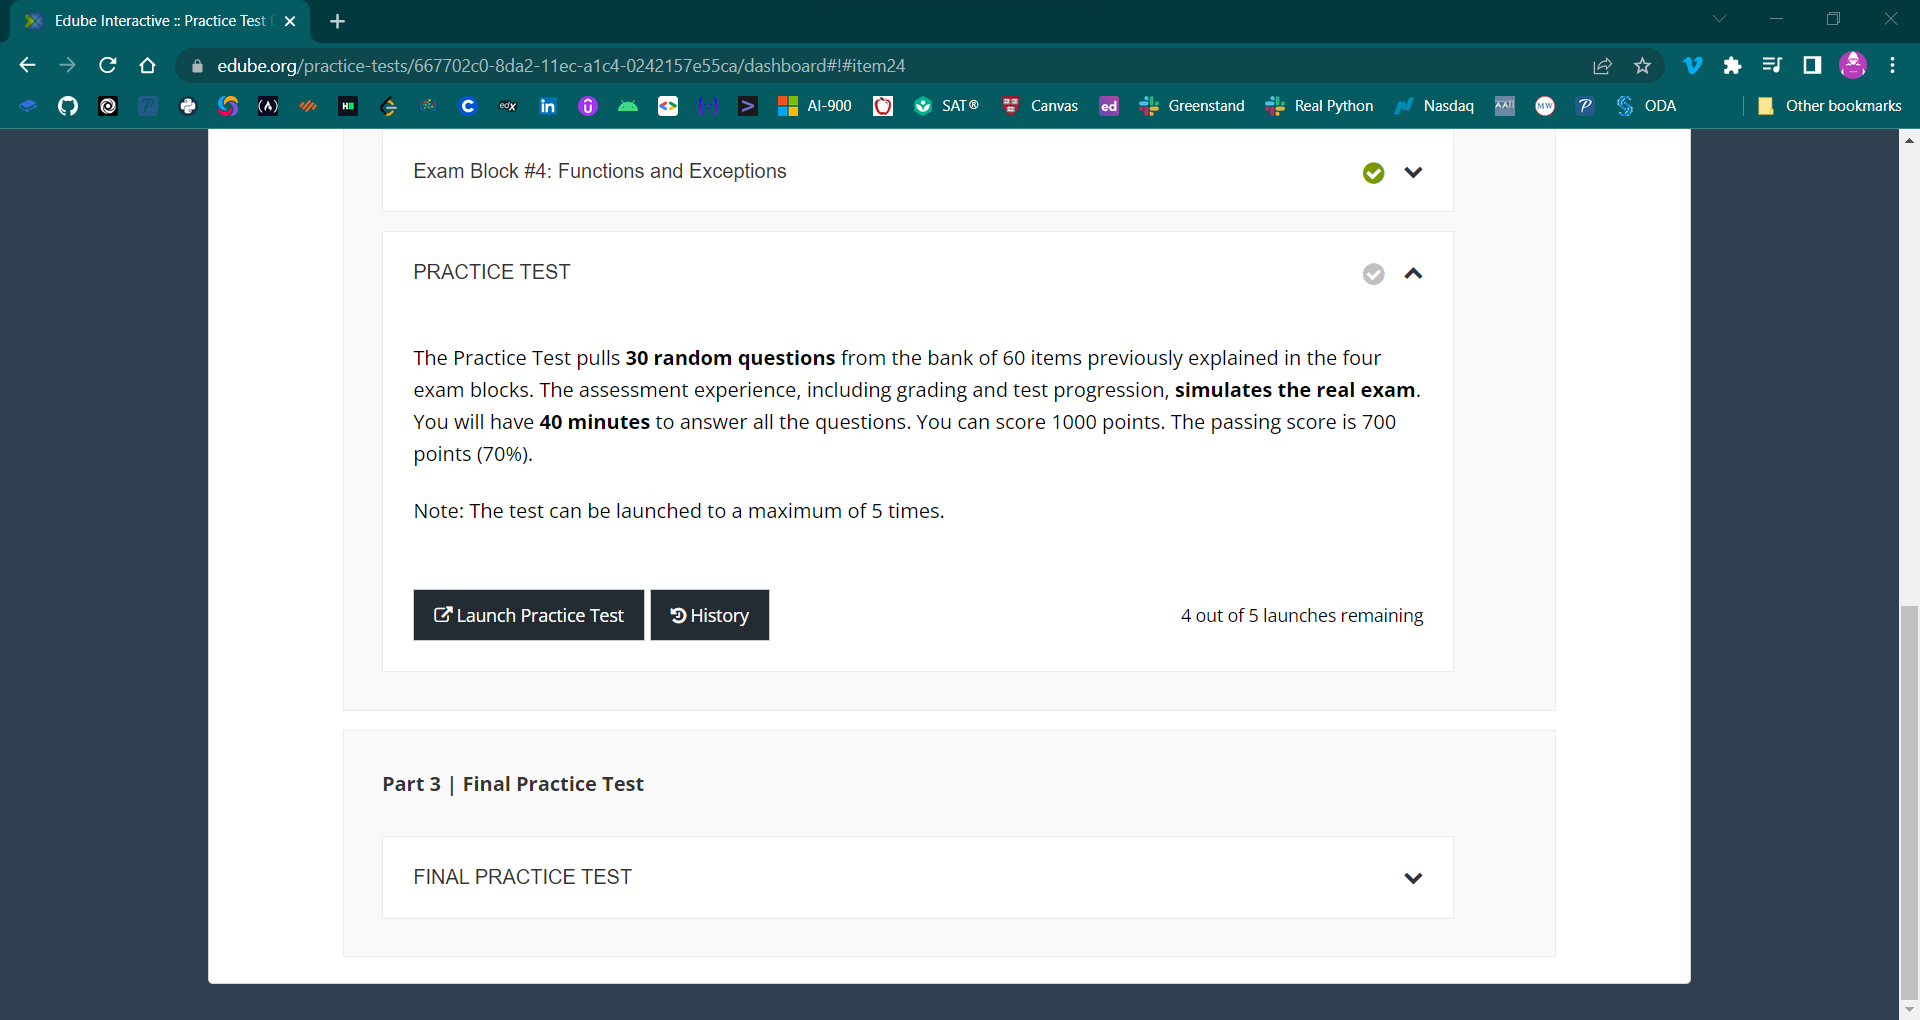 Edube Interactive :: Practice Test
edube.org/practice-tests/667702c0-8da2-11ec-a1c4-0242157e55ca/dashboard#!#item24
edX
AI-900
SAT®
Canvas
ed
Greenstand
Real Python
Nasdaq
MW
ODA
Other bookmarks
Exam Block #4: Functions and Exceptions
PRACTICE TEST
The Practice Test pulls 30 random questions from the bank of 60 items previously explained in the four
exam blocks. The assessment experience, including grading and test progression, simulates the real exam.
You will have 40 minutes to answer all the questions. You can score 1000 points. The passing score is 700
points (70%).
Note: The test can be launched to a maximum of 5 times.
Launch Practice Test
History
4 out of 5 launches remaining
Part 3 | Final Practice Test
FINAL PRACTICE TEST